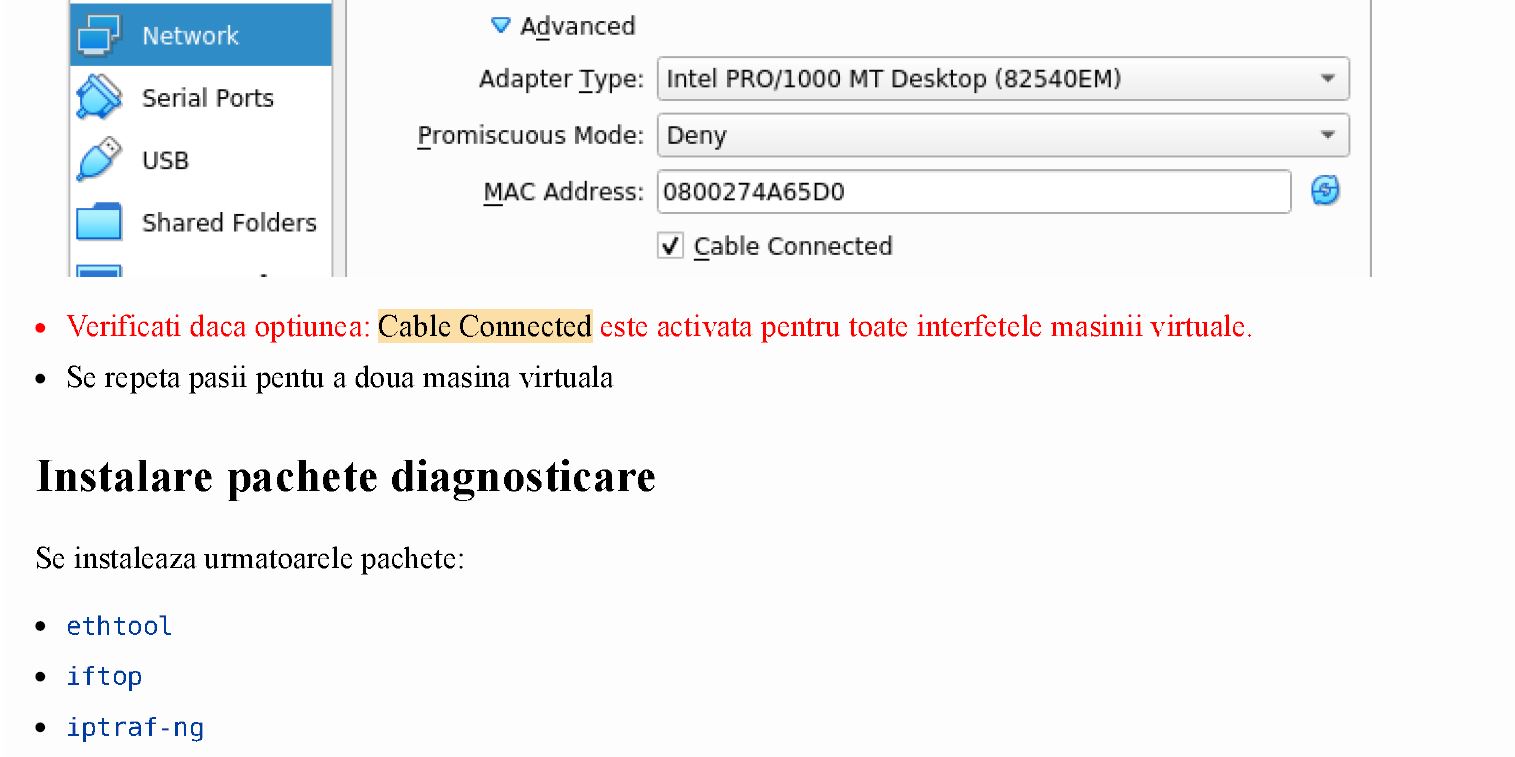 Network
Advanced
Adapter Type: Intel PRO/1000 MT Desktop (82540EM)
Serial Ports
Promiscuous Mode: Deny
USB
MAC Address: 0800274A65D0
Shared Folders
Cable Connected
• Verificati daca optiunea: Cable Connected este activata pentru toate interfetele masinii virtuale.
• Se repeta pasii pentu a doua masina virtuala
Instalare pachete diagnosticare
Se instaleaza urmatoarele pachete:
• ethtool
• iftop
• iptraf-ng